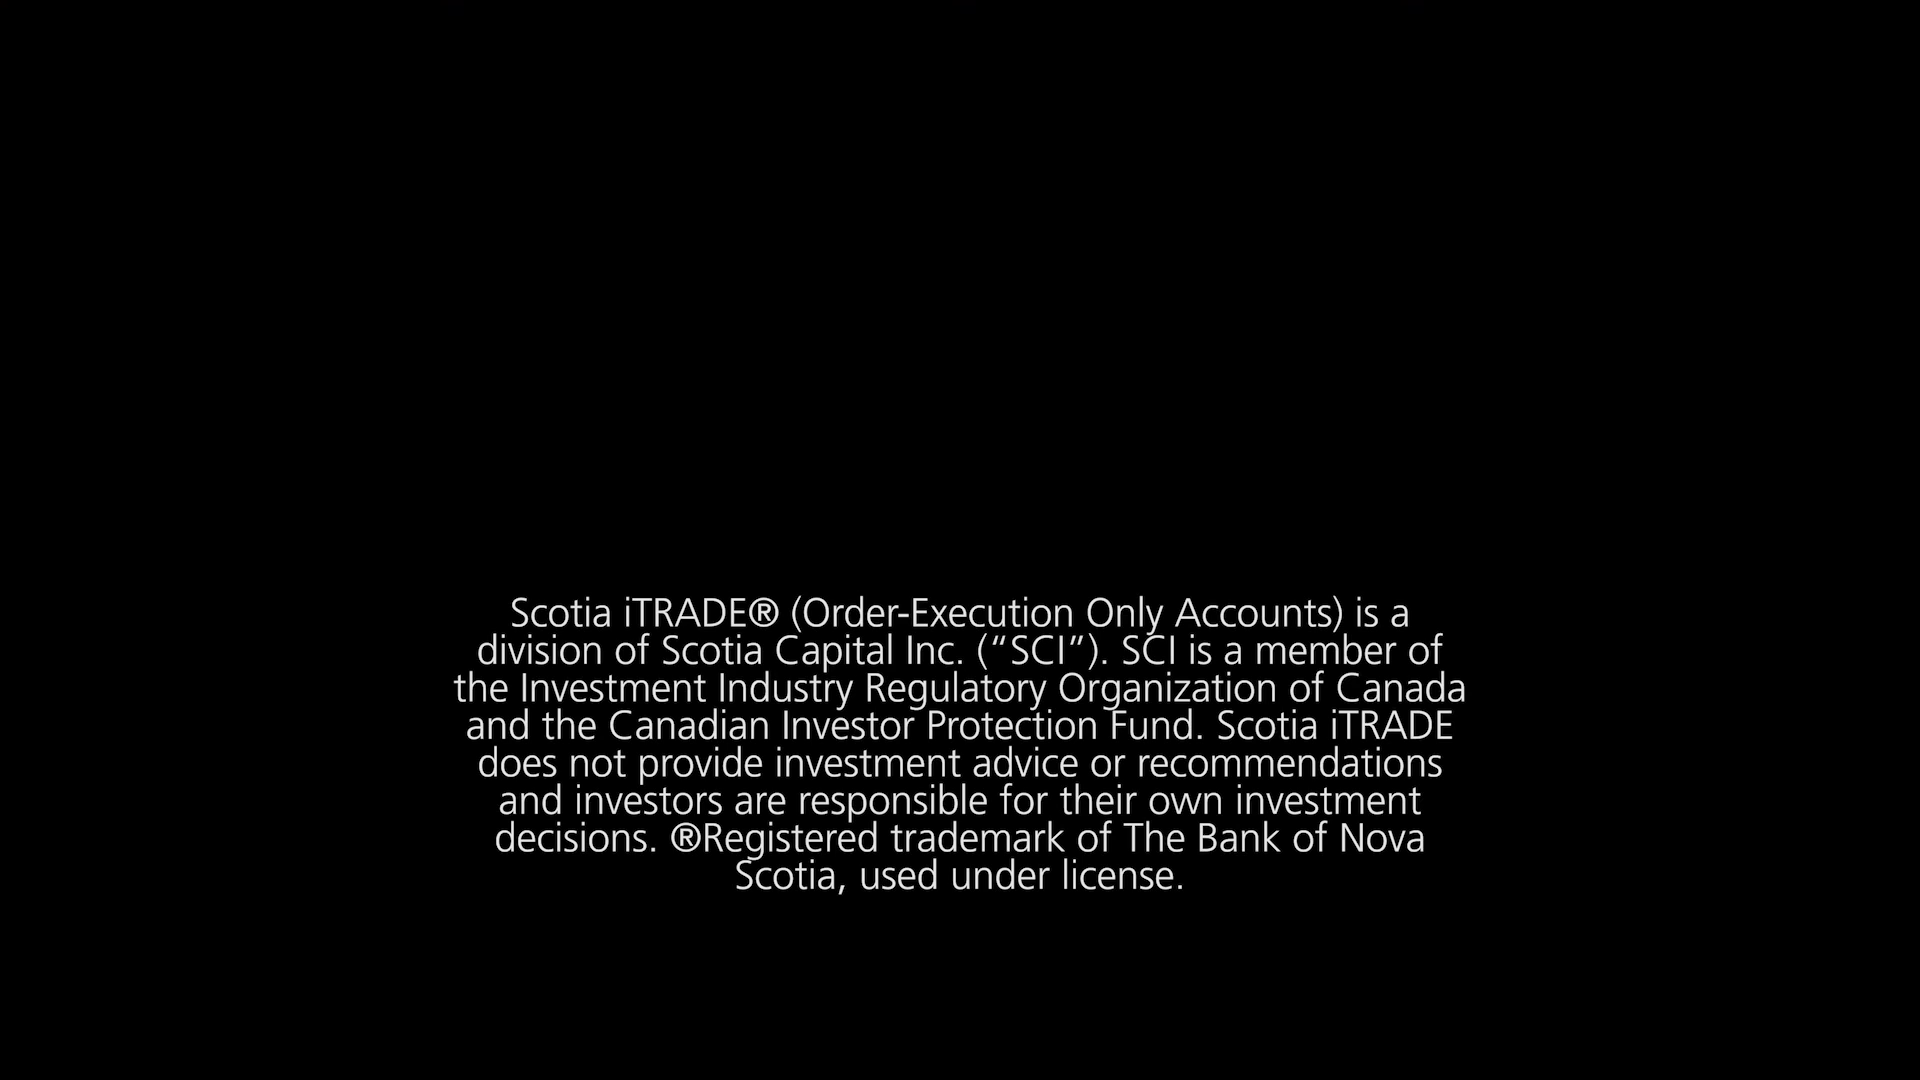 Scotia iTRADE® (Order-Execution Only Accounts) is a
division of Scotia Capital Inc. (“SCI”). SCI is a member of
the Investment Industry Regulatory Organization of Canada
and the Canadian Investor Protection Fund. Scotia iTRADE
does not provide investment advice or recommendations
and investors are responsible for their own investment
decisions. ®Registered trademark of The Bank of Nova
Scotia, used under license.